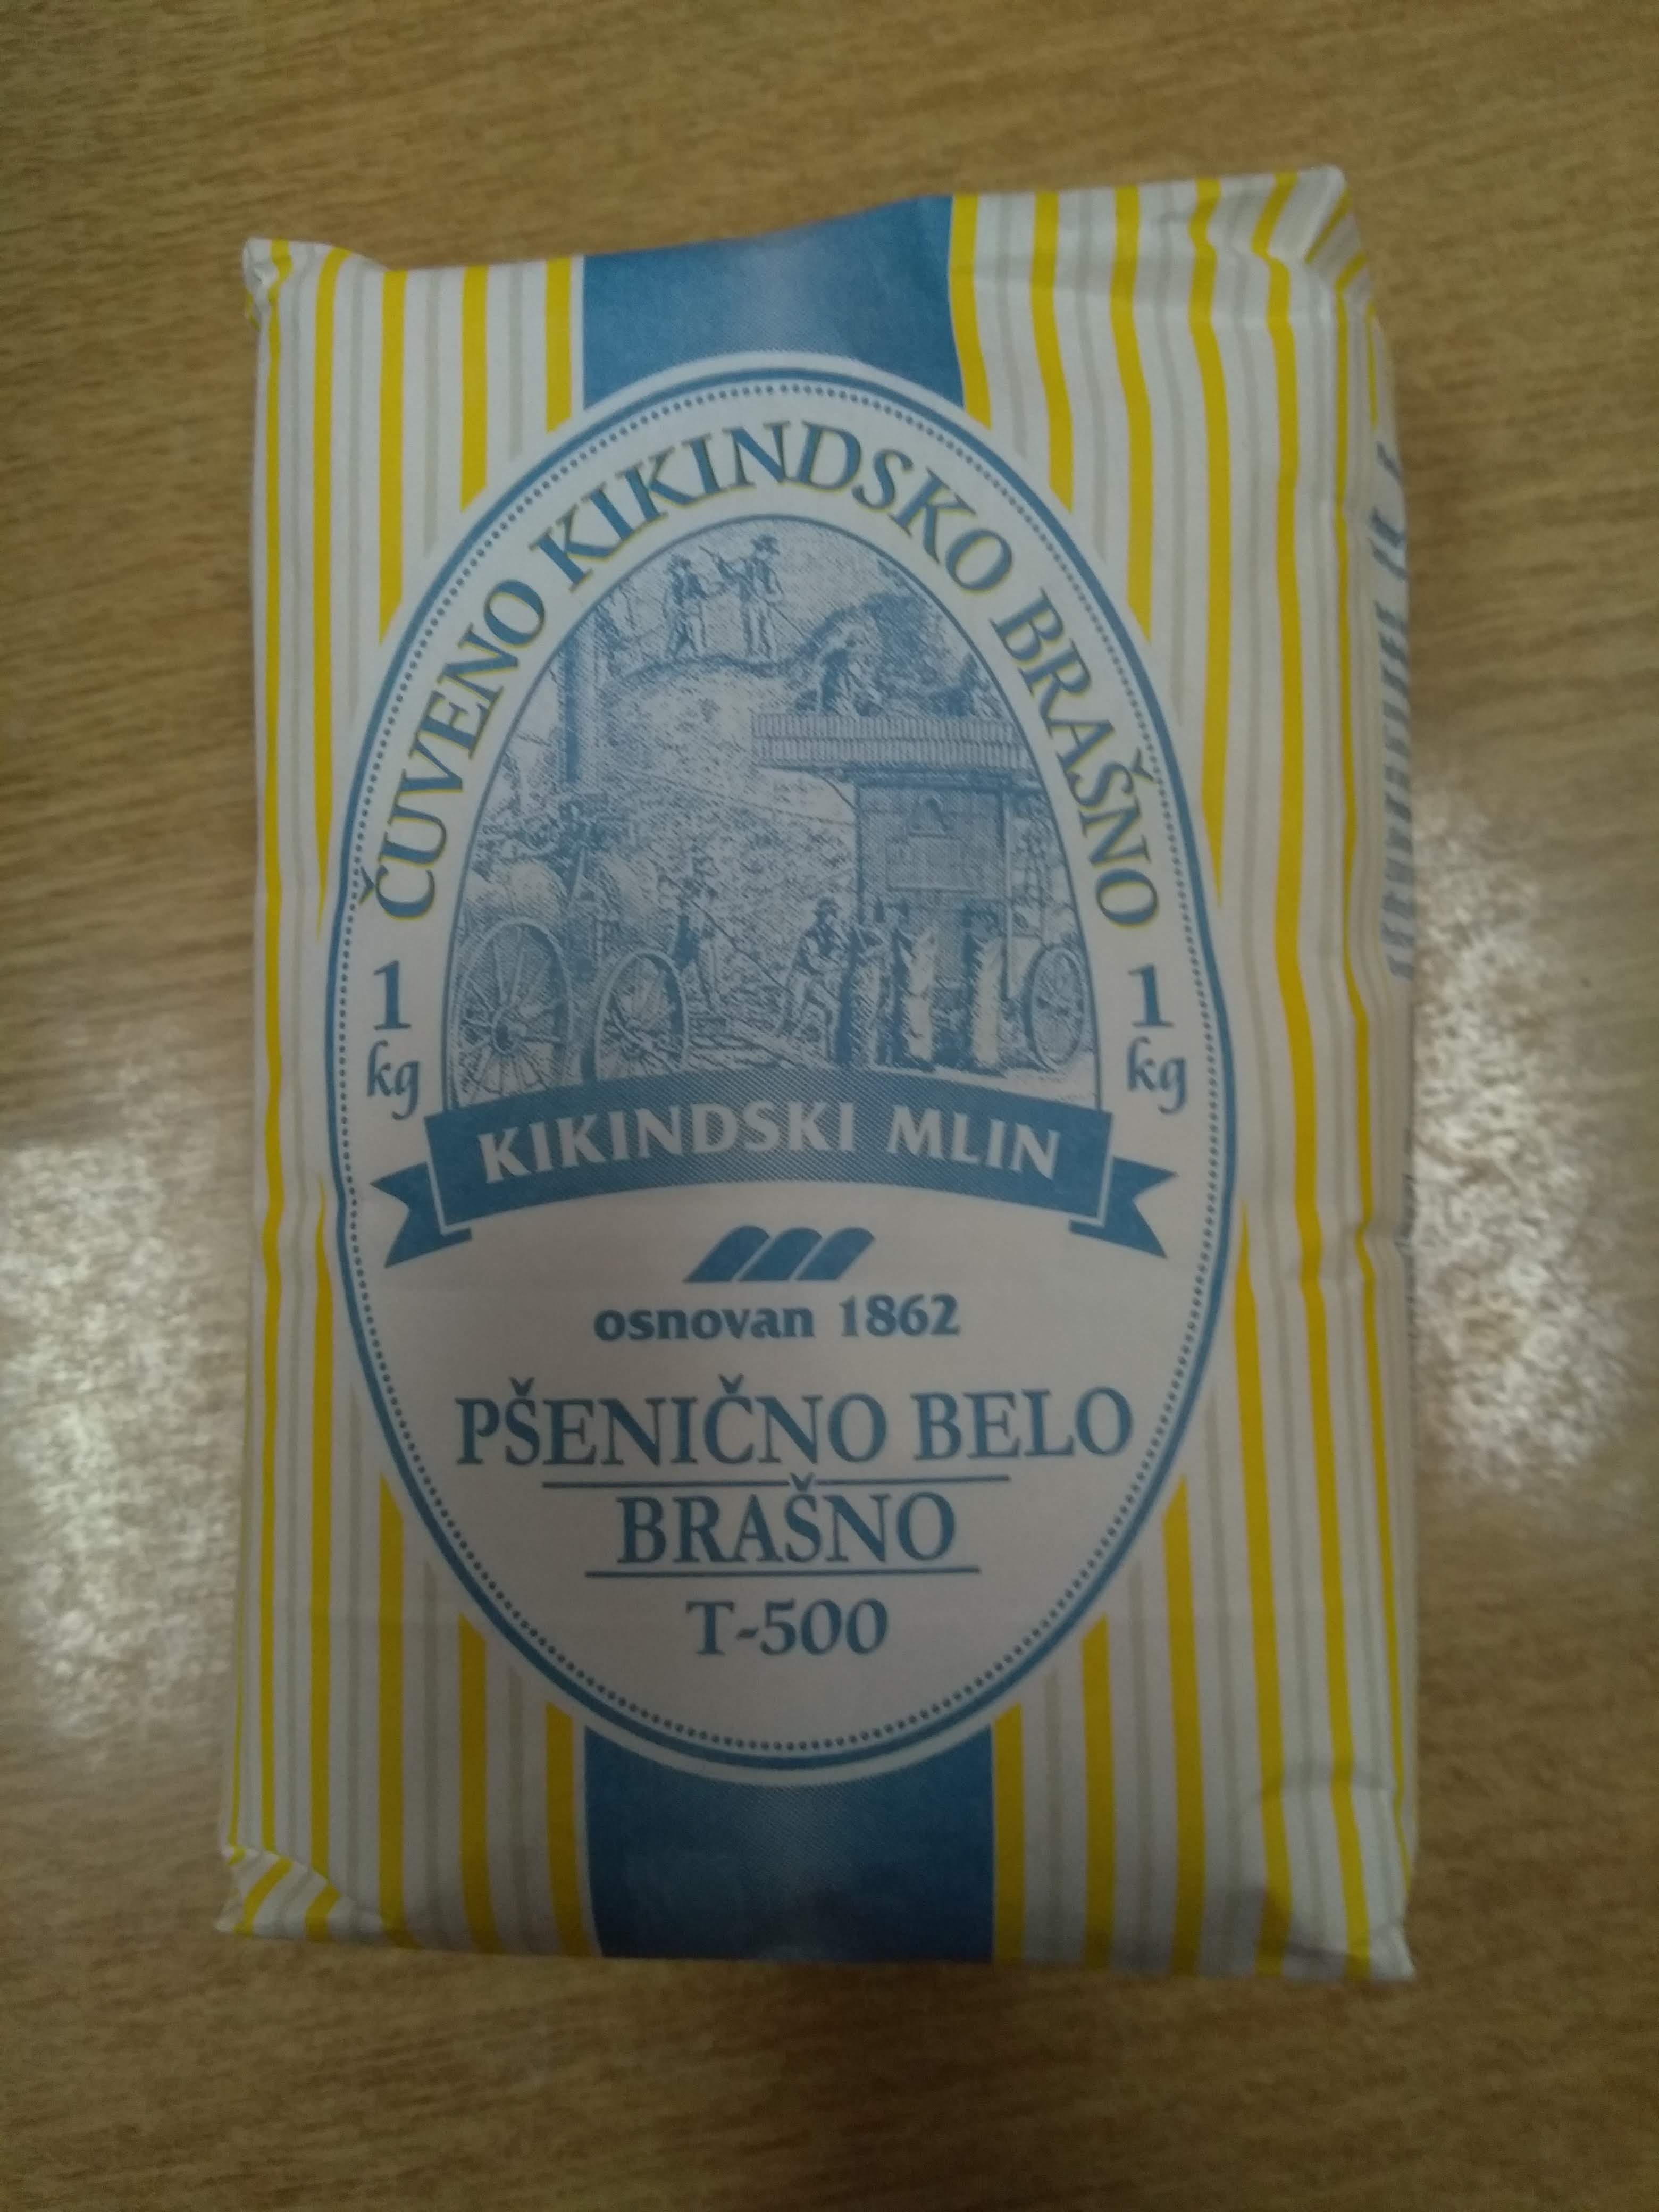 ČUVENO KIKINDSKO BRAŠNO
1 kg
1 kg
KIKINDSKI MLIN
osnovan 1862
PŠENIČNO BELO
BRAŠNO
T-500